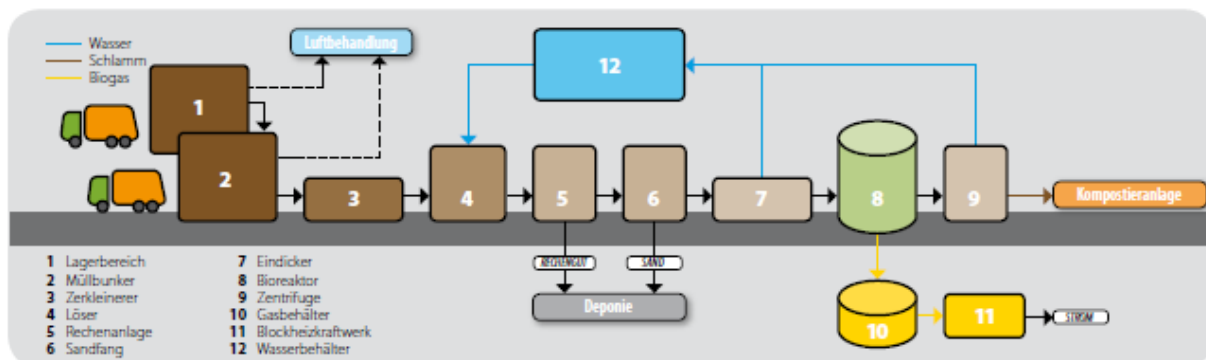 Wasser
Schlamm
Biogas
Luftbehandlung
12
1
2
3
4
5
6
7
8
9
Kompostieranlage
RECHENGUT
SAND
Deponie
10
11
STROM
1 Lagerbereich
2 Müllbunker
3 Zerkleinerer
4 Löser
5 Rechenanlage
6 Sandfang
7 Eindicker
8 Bioreaktor
9 Zentrifuge
10 Gasbehälter
11 Blockheizkraftwerk
12 Wasserbehälter